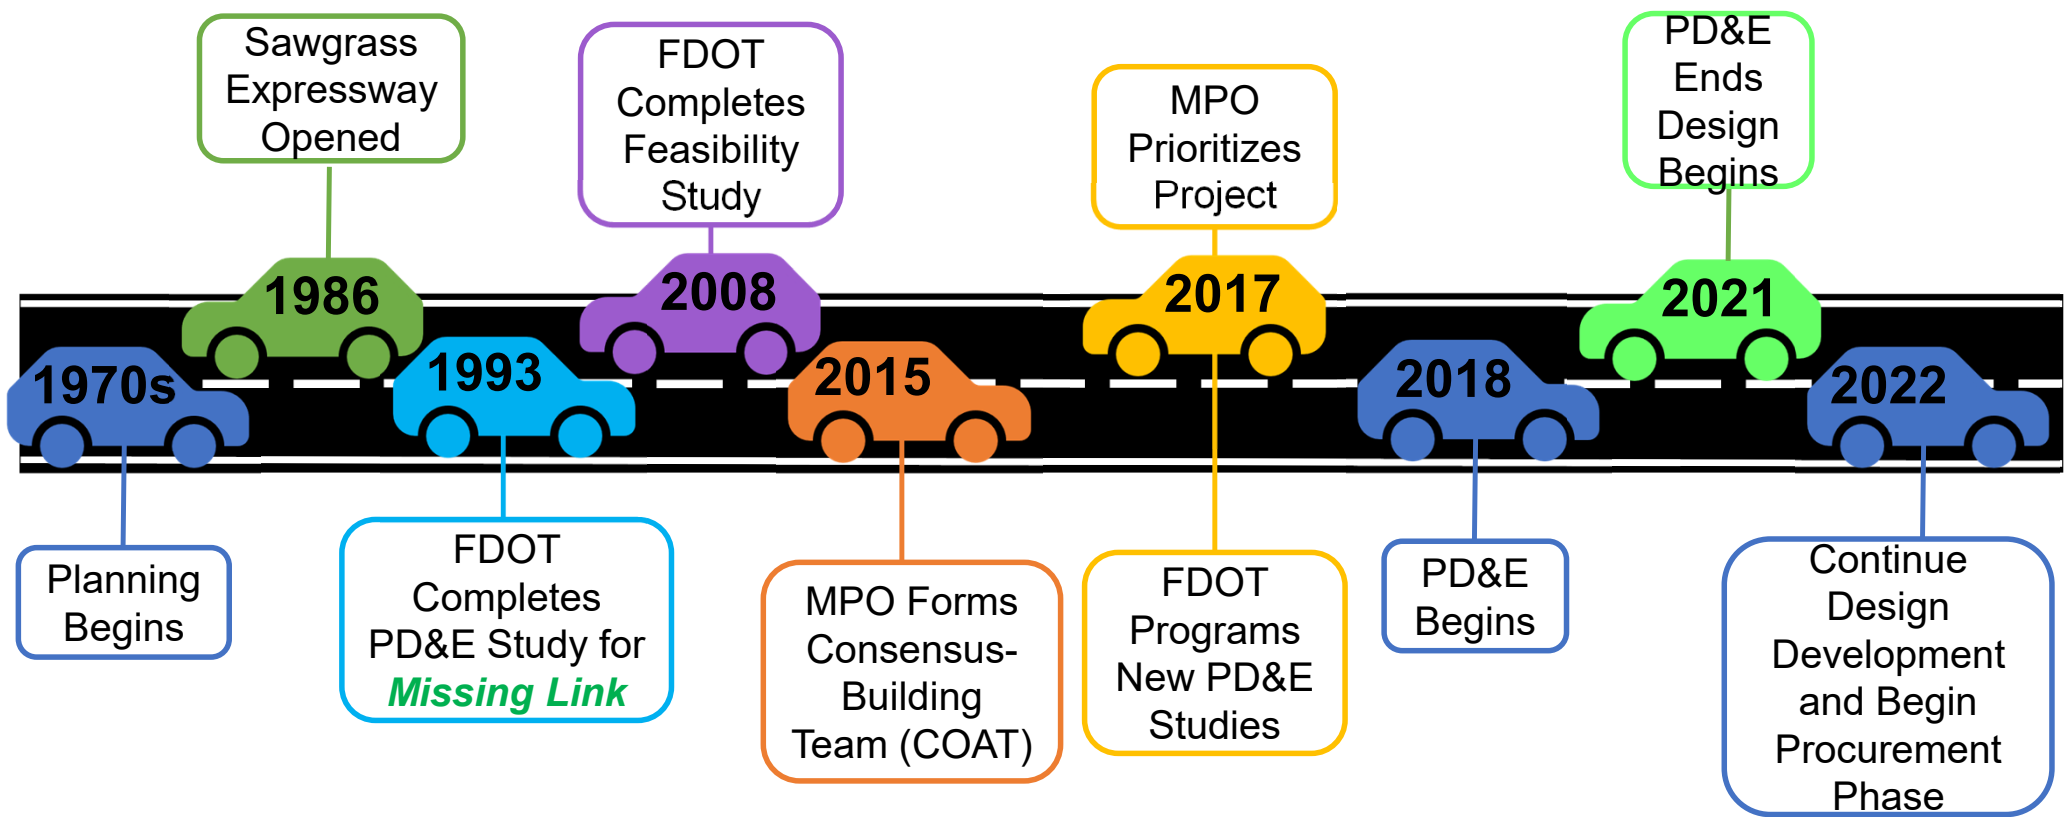 1970s
Planning
Begins
Sawgrass
Expressway
Opened
1986
1993
FDOT
Completes
PD&E Study for
Missing Link
FDOT
Completes
Feasibility
Study
2008
2015
MPO Forms
Consensus-
Building
Team (COAT)
MPO
Prioritizes
Project
2017
FDOT
Programs
New PD&E
Studies
2018
PD&E
Begins
PD&E
Ends
Design
Begins
2021
2022
Continue
Design
Development
and Begin
Procurement
Phase